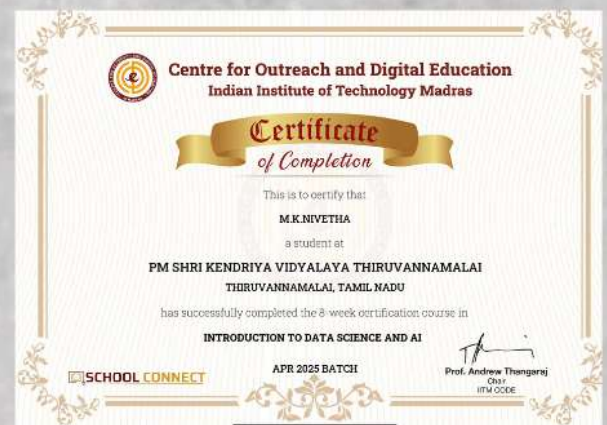 Centre for Outreach and Digital Education
Indian Institute of Technology Madras
Certificate
of Completion
This is to certify that
M.K.NIVETHA
a student at
PM SHRI KENDRIYA VIDYALAYA THIRUVANNAMALAI
THIRUVANNAMALAI, TAMIL NADU
has successfully completed the 8-week certification course in
INTRODUCTION TO DATA SCIENCE AND AI
APR 2025 BATCH
SCHOOL CONNECT
Prof. Andrew Thangaraj
Chair
IITM CODE